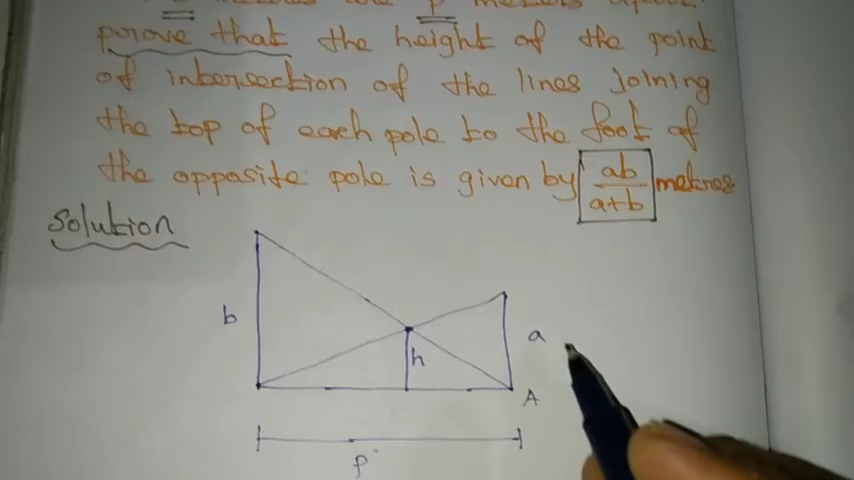 p
prove that the height of the point
of intersection of the lines joining
the top of each pole to the foot of
the opposite pole is given by ab/a+b metres.
Solution
b
h
a
A
p